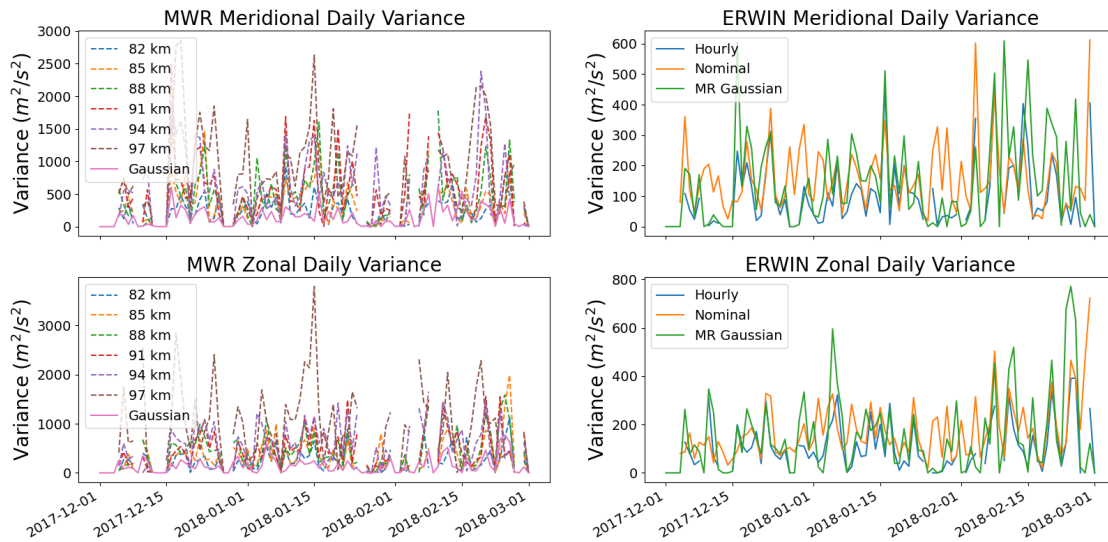 MWR Meridional Daily Variance
Variance (m²/s²)
3000
2500
2000
1500
1000
500
0
82 km
85 km
88 km
91 km
94 km
97 km
Gaussian
ERWIN Meridional Daily Variance
Variance (m²/s²)
600
500
400
300
200
100
0
Hourly
Nominal
MR Gaussian
MWR Zonal Daily Variance
Variance (m²/s²)
3000
2000
1000
0
82 km
85 km
88 km
91 km
94 km
97 km
Gaussian
2017-12-01
2017-12-15
2018-01-01
2018-01-15
2018-02-01
2018-02-15
2018-03-01
ERWIN Zonal Daily Variance
Variance (m²/s²)
800
600
400
200
0
Hourly
Nominal
MR Gaussian
2017-12-01
2017-12-15
2018-01-01
2018-01-15
2018-02-01
2018-02-15
2018-03-01